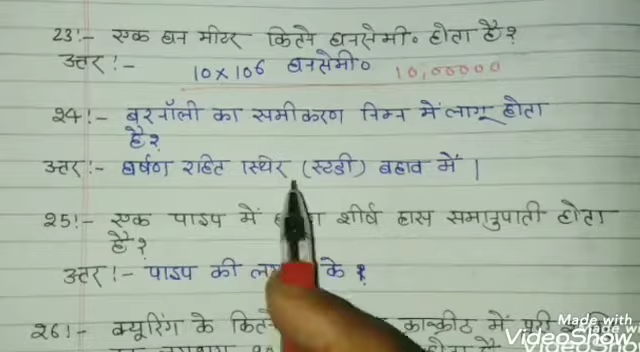 23!- एक घन मीटर कितने घनसेमी० होता है?
उत्तर!- 10×106 घनसेमी० 10,00000
24!- बरनॉली का समीकरण निम्न में लागू होता
है?
उत्तर:- घर्षण राहित स्थिर (स्टडी) बहाव में |
25!- एक पाइप में शीर्ष हास समानुपाती होता
है?
उत्तर!- पाइप की के ?
26!- क्यूरिंग के कितने कान्क्रीट में पूरी
Made with
VideoShow